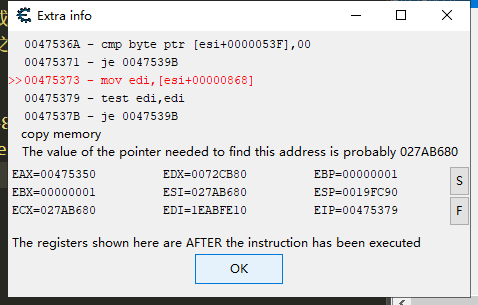 Extra info
0047536A - cmp byte ptr [esi+0000053F],00
00475371 - je 0047539B
>>00475373 - mov edi,[esi+00000868]
00475379 - test edi,edi
0047537B - je 0047539B
copy memory
The value of the pointer needed to find this address is probably 027AB680
EAX=00475350 EDX=0072CB80 EBP=00000001
EBX=00000001 ESI=027AB680 ESP=0019FC90
ECX=027AB680 EDI=1EABFE10 EIP=00475379
S
F
The registers shown here are AFTER the instruction has been executed
OK